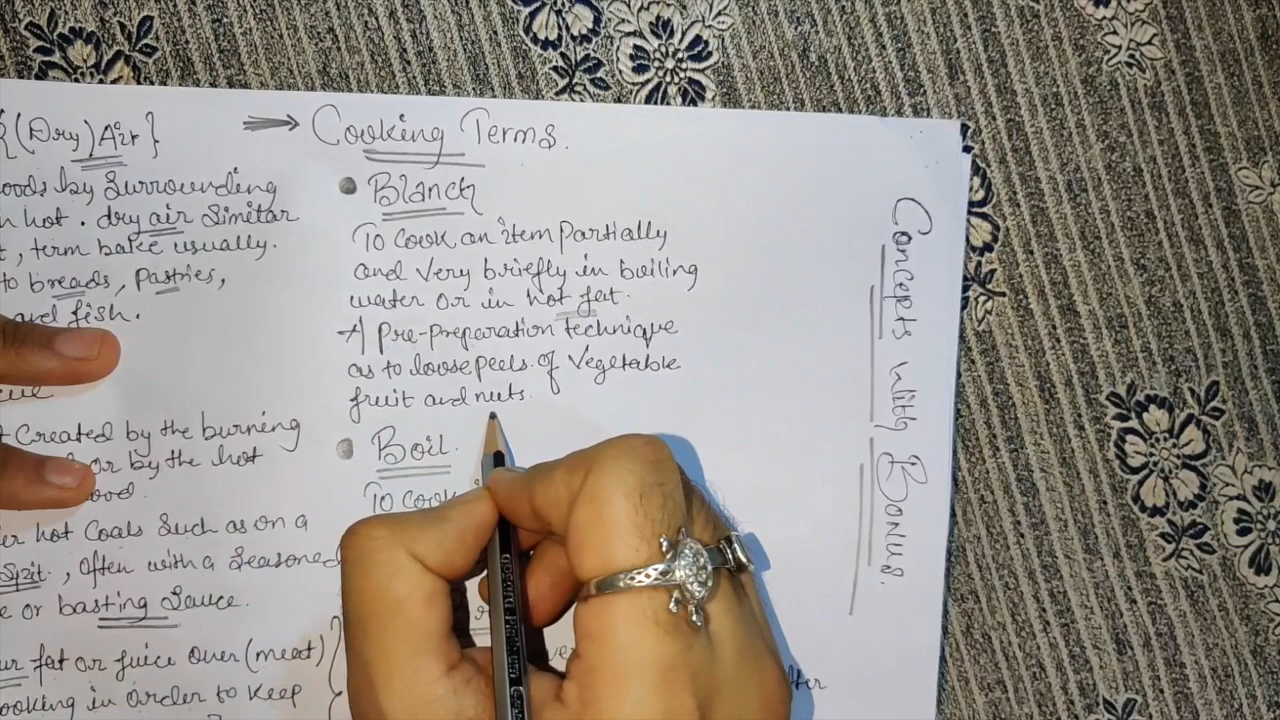 {(Dry) Air}
oods by surrounding
n hot . dry air Similar
t , term bake usually.
to breads, pastries,
and fish.
t Created by the burning
or by the hot
ood.
er hot Coals Such as on a
Spit , Often with a Seasoned
e or basting Sauce.
ur fat or juice over (meat)
ooking in order to keep
→ Cooking Terms.
• Blanch
To Cook an item partially
and Very briefly in boiling
water or in hot fat.
A pre-preparation technique
as to loose peels of Vegetable
fruit and nuts.
• Boil.
To cook
ver
fter
Concepts with Bonus.
apsara platinum